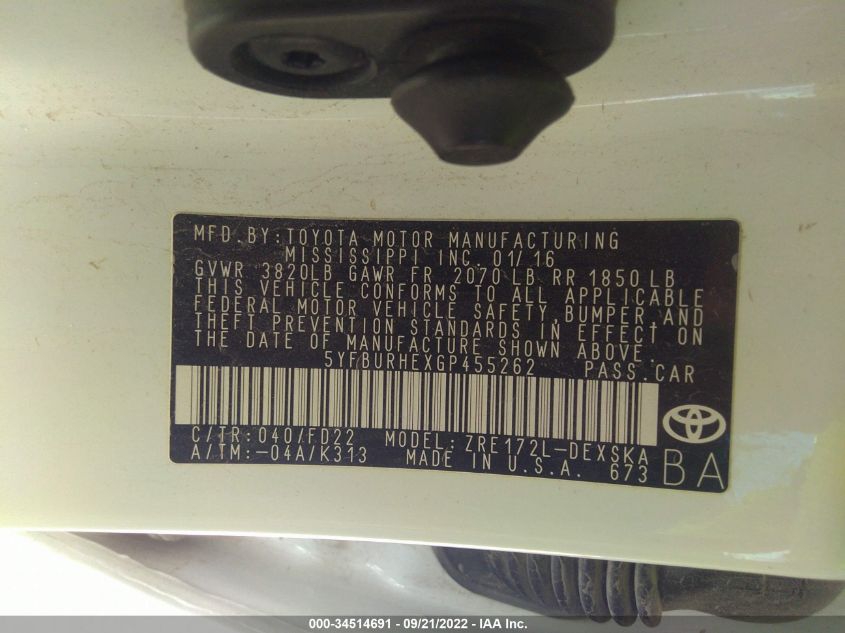 MFD.BY:TOYOTA MOTOR MANUFACTURING
MISSISSIPPI INC. 01/16
GVWR 3820LB GAWR FR 2070 LB RR 1850 LB
THIS VEHICLE CONFORMS TO ALL APPLICABLE
FEDERAL MOTOR VEHICLE SAFETY, BUMPER AND
THEFT PREVENTION STANDARDS IN EFFECT ON
THE DATE OF MANUFACTURE SHOWN ABOVE.
5YFBURHEXGP455262 PASS.CAR
C/TR: 040/FD22 MODEL: ZRE172L-DEXSKA
A/TM:-04A/K313 MADE IN U.S.A. 673 BA
000-34514691 - 09/21/2022 - IAA Inc.